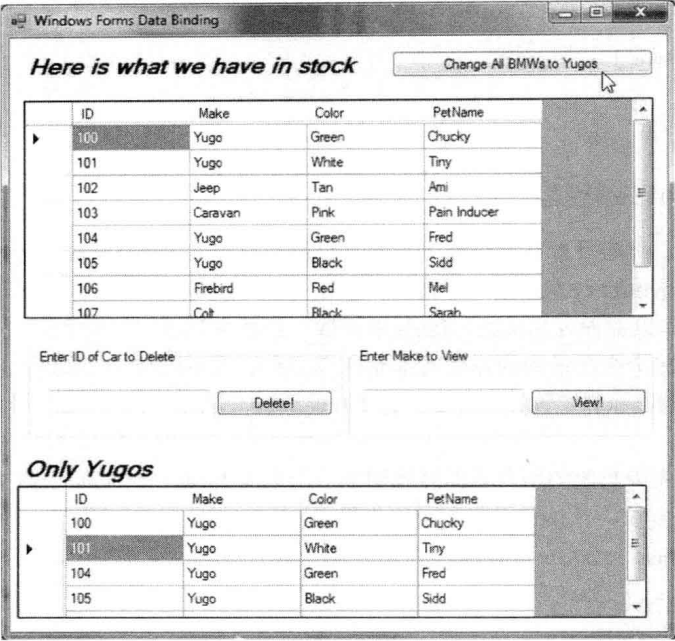 Windows Forms Data Binding
Here is what we have in stock
Change All BMWs to Yugos
ID Make Color PetName
100 Yugo Green Chucky
101 Yugo White Tiny
102 Jeep Tan Ami
103 Caravan Pink Pain Inducer
104 Yugo Green Fred
105 Yugo Black Sidd
106 Firebird Red Mel
107 Colt Black Sarah
Enter ID of Car to Delete
Enter Make to View
Delete!
View!
Only Yugos
ID Make Color PetName
100 Yugo Green Chucky
101 Yugo White Tiny
104 Yugo Green Fred
105 Yugo Black Sidd